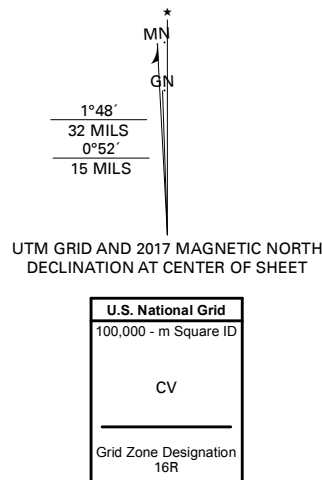 MN
GN
1°48´
32 MILS
0°52´
15 MILS
UTM GRID AND 2017 MAGNETIC NORTH
DECLINATION AT CENTER OF SHEET
U.S. National Grid
100,000 - m Square ID
CV
Grid Zone Designation
16R